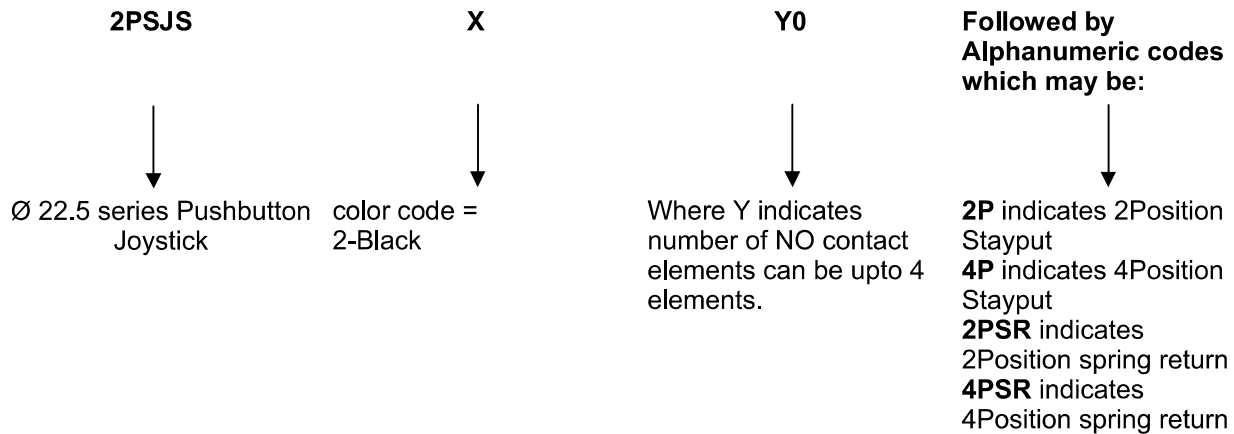 2PSJS
X
Y0
Followed by
Alphanumeric codes
which may be:
Ø 22.5 series Pushbutton
Joystick
color code =
2-Black
Where Y indicates
number of NO contact
elements can be upto 4
elements.
2P indicates 2Position
Stayput
4P indicates 4Position
Stayput
2PSR indicates
2Position spring return
4PSR indicates
4Position spring return